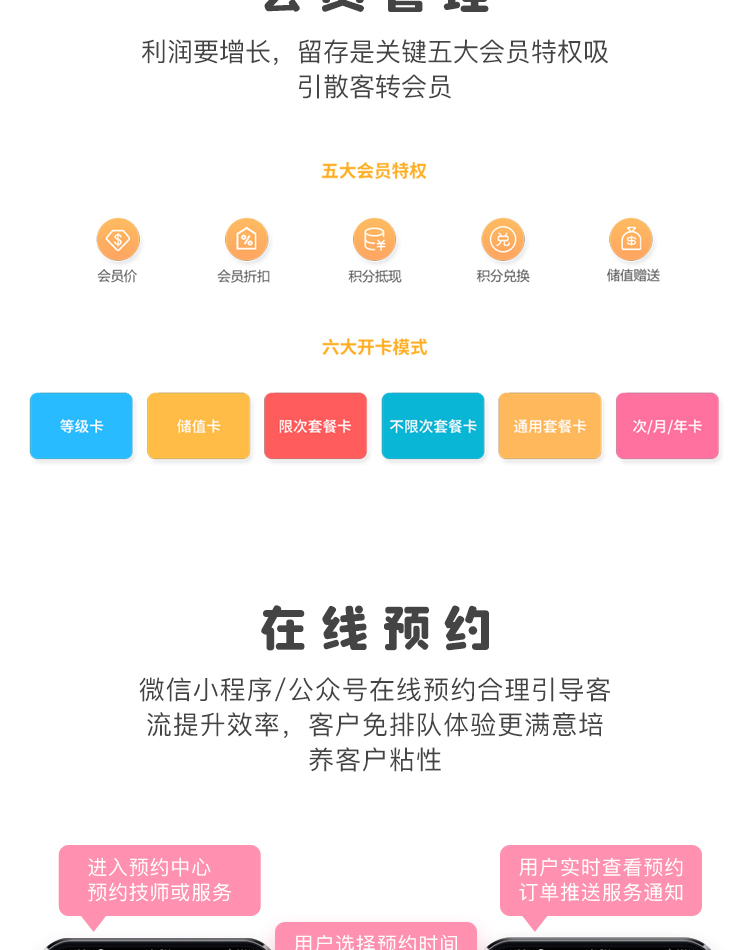 会员管理
利润要增长，留存是关键五大会员特权吸
引散客转会员
五大会员特权
会员价
会员折扣
积分抵现
积分兑换
储值赠送
六大开卡模式
等级卡
储值卡
限次套餐卡
不限次套餐卡
通用套餐卡
次/月/年卡
在线预约
微信小程序/公众号在线预约合理引导客
流提升效率，客户免排队体验更满意培
养客户粘性
进入预约中心
预约技师或服务
用户实时查看预约
订单推送服务通知
用户选择预约时间